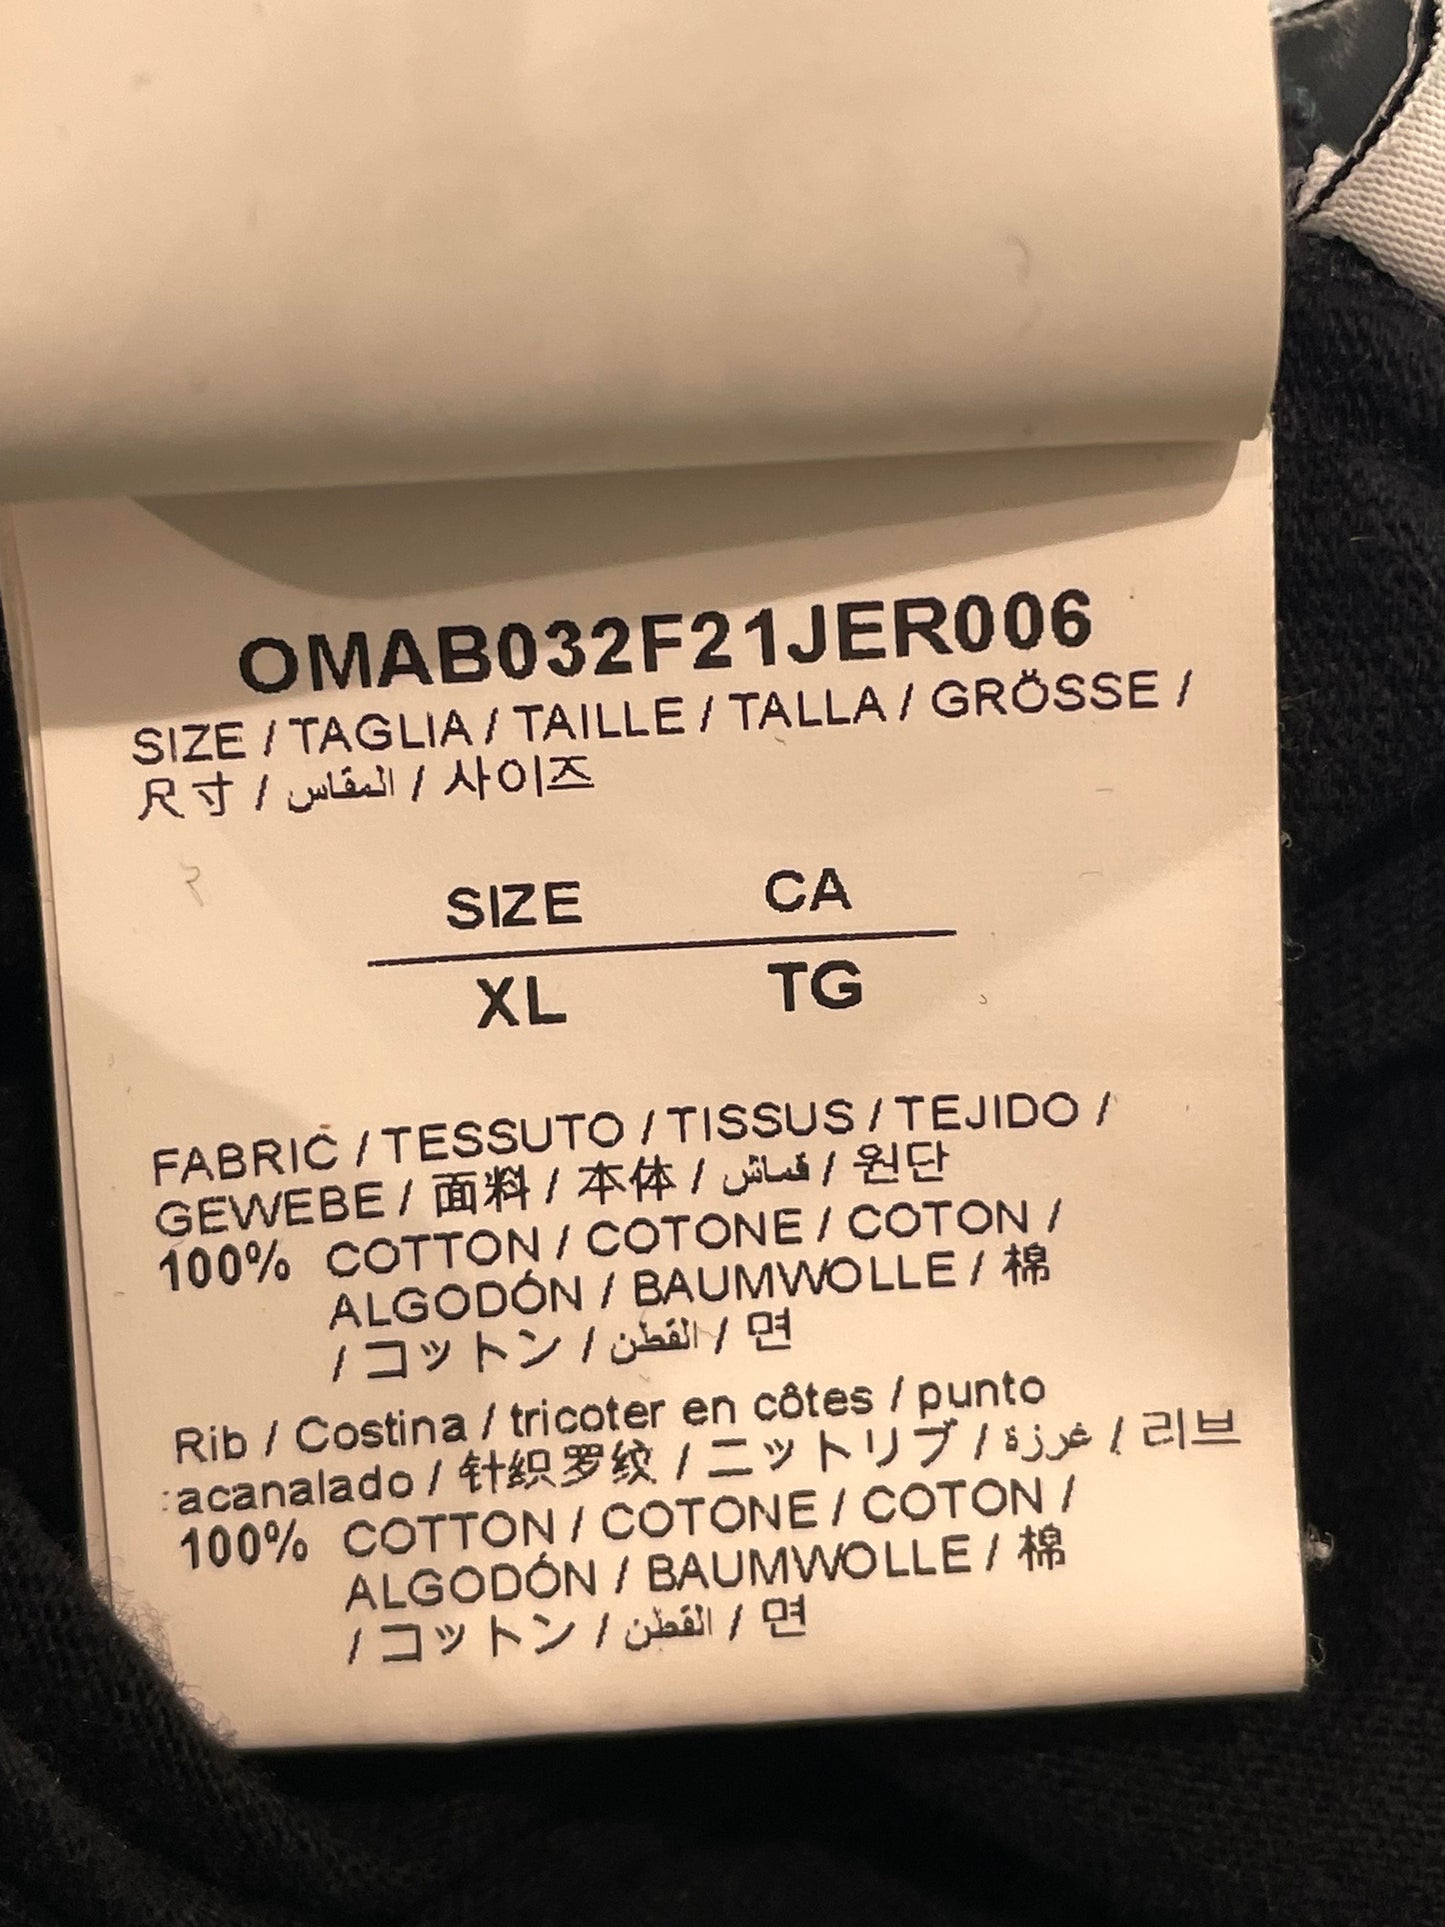 OMAB032F21JER006
SIZE / TAGLIA / TAILLE / TALLA / GRÖSSE /
尺寸 / المقاس / 사이즈
SIZE CA
XL TG
FABRIC / TESSUTO / TISSUS / TEJIDO /
GEWEBE / 面料 / 本体 / قماش / 원단
100% COTTON / COTONE / COTON /
ALGODÓN / BAUMWOLLE / 棉
/ コットン / القطن / 면
Rib / Costina / tricoter en côtes / punto
acanalado / 针织罗纹 / ニットリブ / غرزة / 리브
100% COTTON / COTONE / COTON /
ALGODÓN / BAUMWOLLE / 棉
/ コットン / القطن / 면